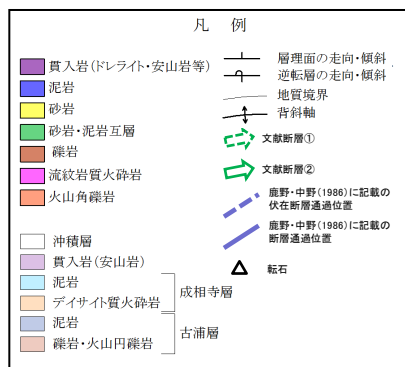 凡 例
貫入岩(ドレライト・安山岩等)
泥岩
砂岩
砂岩・泥岩互層
礫岩
流紋岩質火砕岩
火山角礫岩
沖積層
貫入岩(安山岩)
泥岩
デイサイト質火砕岩
成相寺層
泥岩
礫岩・火山円礫岩
古浦層
層理面の走向・傾斜
逆転層の走向・傾斜
地質境界
背斜軸
文献断層①
文献断層②
鹿野・中野(1986)に記載の
伏在断層通過位置
鹿野・中野(1986)に記載の
断層通過位置
転石